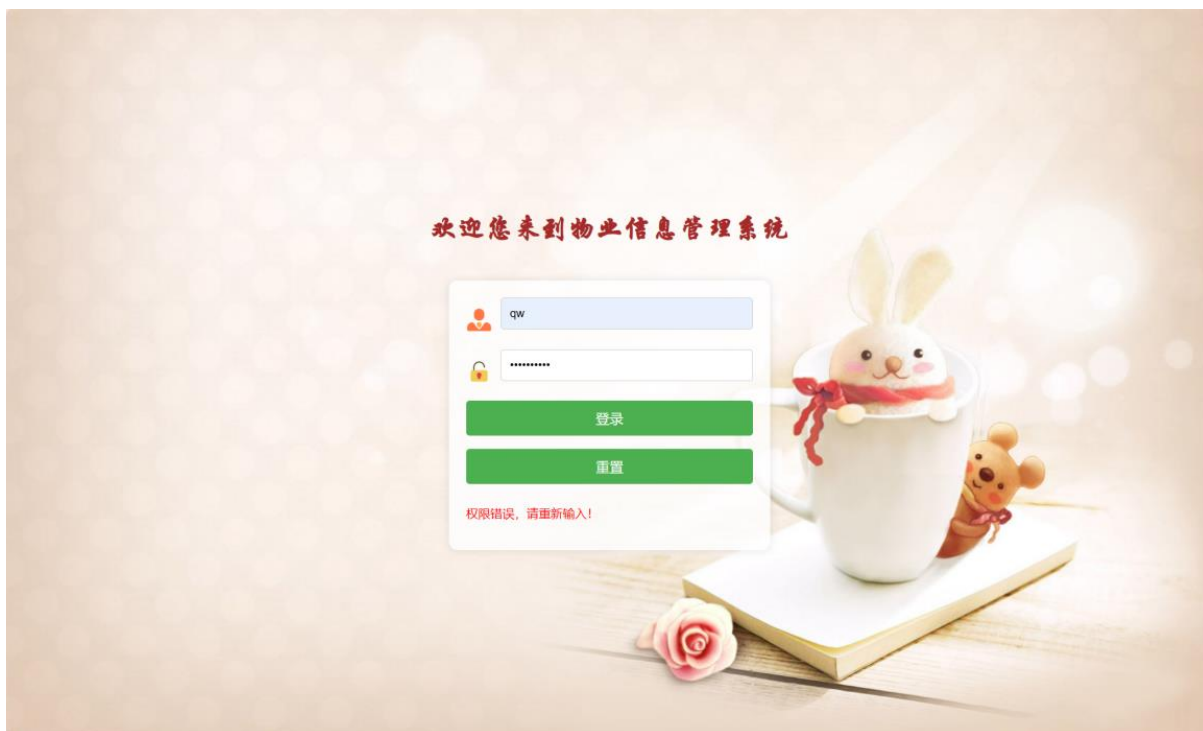 欢迎您来到物业信息管理系统
qw
••••••••••
登录
重置
权限错误，请重新输入！